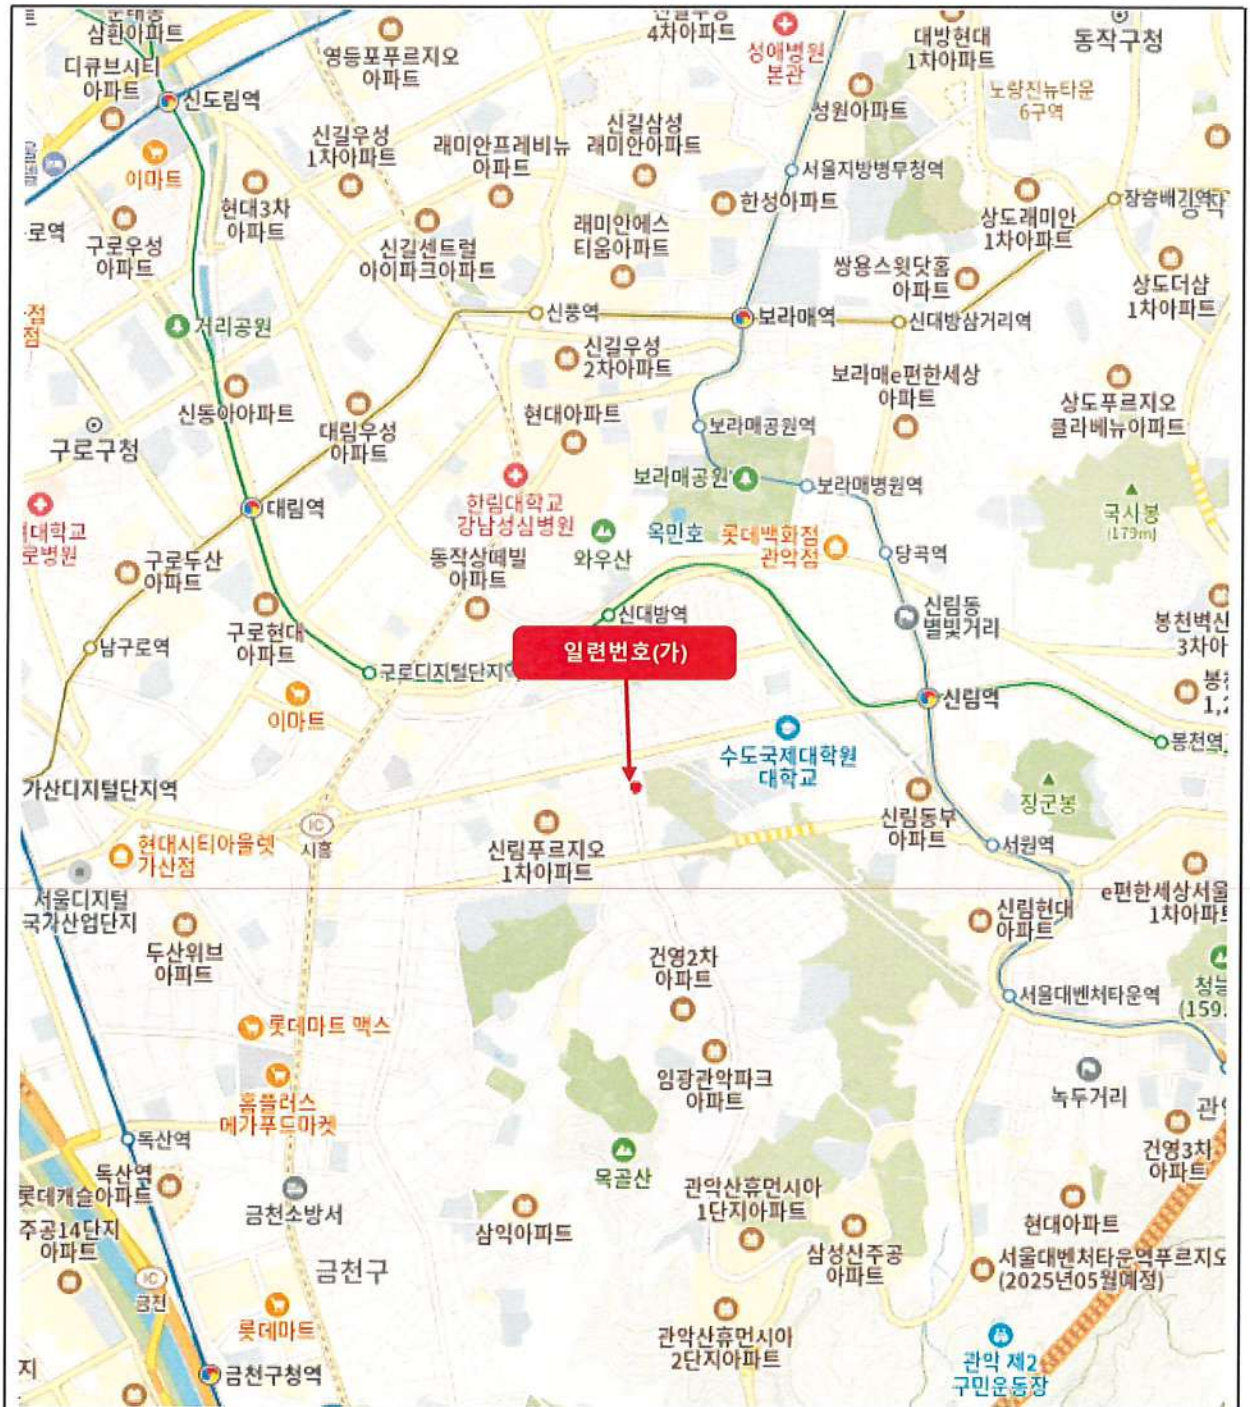 삼환아파트
디큐브시티
아파트
신도림역
이마트
영등포푸르지오
아파트
4차아파트
성애병원
본관
대방현대
1차아파트
동작구청
노량진뉴타운
6구역
성원아파트
신길우성
1차아파트
래미안프레비뉴
아파트
신길삼성
래미안아파트
서울지방병무청역
한성아파트
현대3차
아파트
로역
구로우성
아파트
신길센트럴
아이파크아파트
래미안에스
티움아파트
상도래미안
1차아파트
장승배기역
쌍용스윗닷홈
아파트
상도더샵
1차아파트
점
점
거리공원
신풍역
보라매역
신대방삼거리역
신길우성
2차아파트
보라매e편한세상
아파트
상도푸르지오
클라베뉴아파트
신동아아파트
대림우성
아파트
현대아파트
보라매공원역
구로구청
보라매공원
보라매병원역
대림역
한림대학교
강남성심병원
대학교
로병원
옥만호
롯데백화점
관악점
국사봉
(179m)
와우산
당곡역
구로두산
아파트
동작상떼빌
아파트
신대방역
신림동
별빛거리
봉천벽산
3차아
구로현대
아파트
남구로역
구로디지털단지역
일련번호(가)
이마트
신림역
봉천역
수도국제대학원
대학교
가산디지털단지역
장군봉
신림동부
아파트
현대시티아울렛
가산점
IC
시흥
신림푸르지오
1차아파트
서원역
서울디지털
국가산업단지
신림현대
아파트
e편한세상서울
1차아파트
두산위브
아파트
건영2차
아파트
서울대벤처타운역
(159.
롯데마트 맥스
홈플러스
메가푸드마켓
임광관악파크
아파트
녹두거리
독산역
건영3차
아파트
독산역
롯데캐슬아파트
금천소방서
목골산
삼익아파트
관악산휴먼시아
1단지아파트
현대아파트
주공14단지
아파트
금천구
삼성산주공
아파트
서울대벤처타운역푸르지오
(2025년05월예정)
IC
금천
롯데마트
관악산휴먼시아
2단지아파트
관악 제2
구민운동장
지
금천구청역